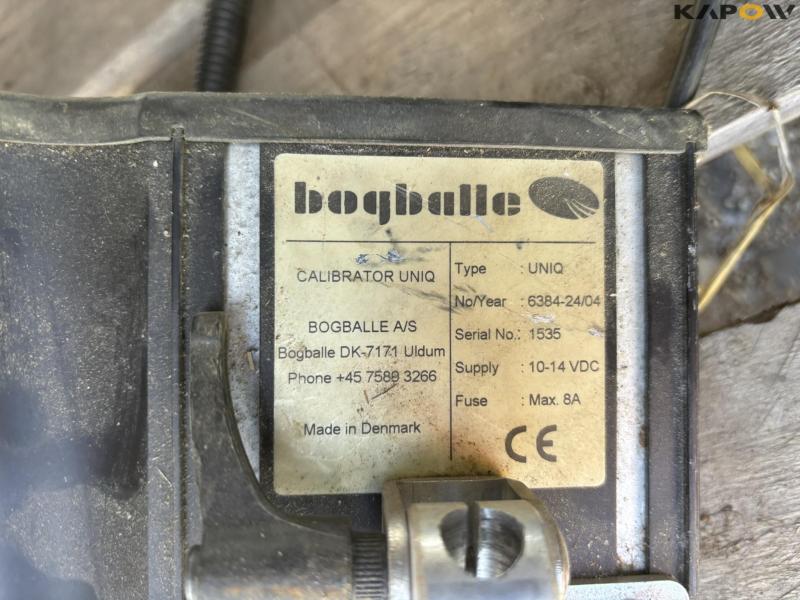 KAPOW
bogballe
CALIBRATOR UNIQ
BOGBALLE A/S
Bogballe DK-7171 Uldum
Phone +45 7589 3266
Made in Denmark
Type : UNIQ
No/Year : 6384-24/04
Serial No.: 1535
Supply : 10-14 VDC
Fuse : Max. 8A
CE